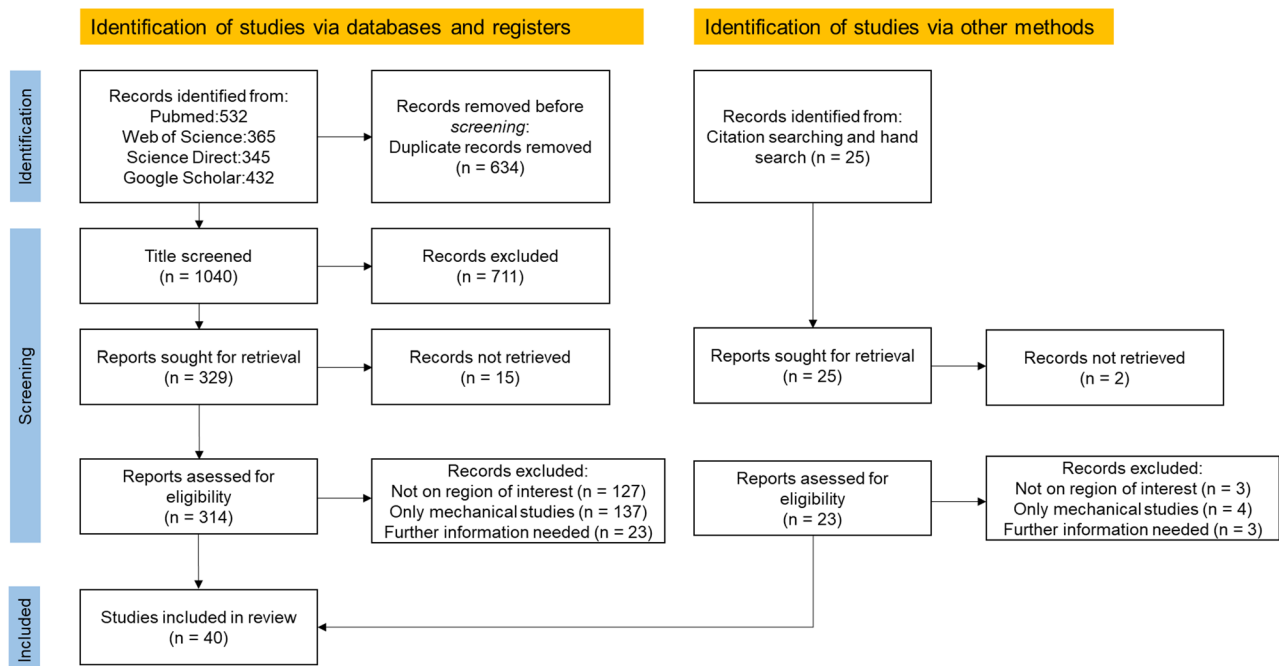 Identification of studies via databases and registers
Identification of studies via other methods
Identification
Records identified from:
Pubmed:532
Web of Science:365
Science Direct:345
Google Scholar:432
Records removed before
screening:
Duplicate records removed
(n = 634)
Records identified from:
Citation searching and hand
search (n = 25)
Screening
Title screened
(n = 1040)
Records excluded
(n = 711)
Reports sought for retrieval
(n = 329)
Records not retrieved
(n = 15)
Reports sought for retrieval
(n = 25)
Records not retrieved
(n = 2)
Reports asessed for
eligibility
(n = 314)
Records excluded:
Not on region of interest (n = 127)
Only mechanical studies (n = 137)
Further information needed (n = 23)
Reports assessed for
eligibility
(n = 23)
Records excluded:
Not on region of interest (n = 3)
Only mechanical studies (n = 4)
Further information needed (n = 3)
Included
Studies included in review
(n = 40)